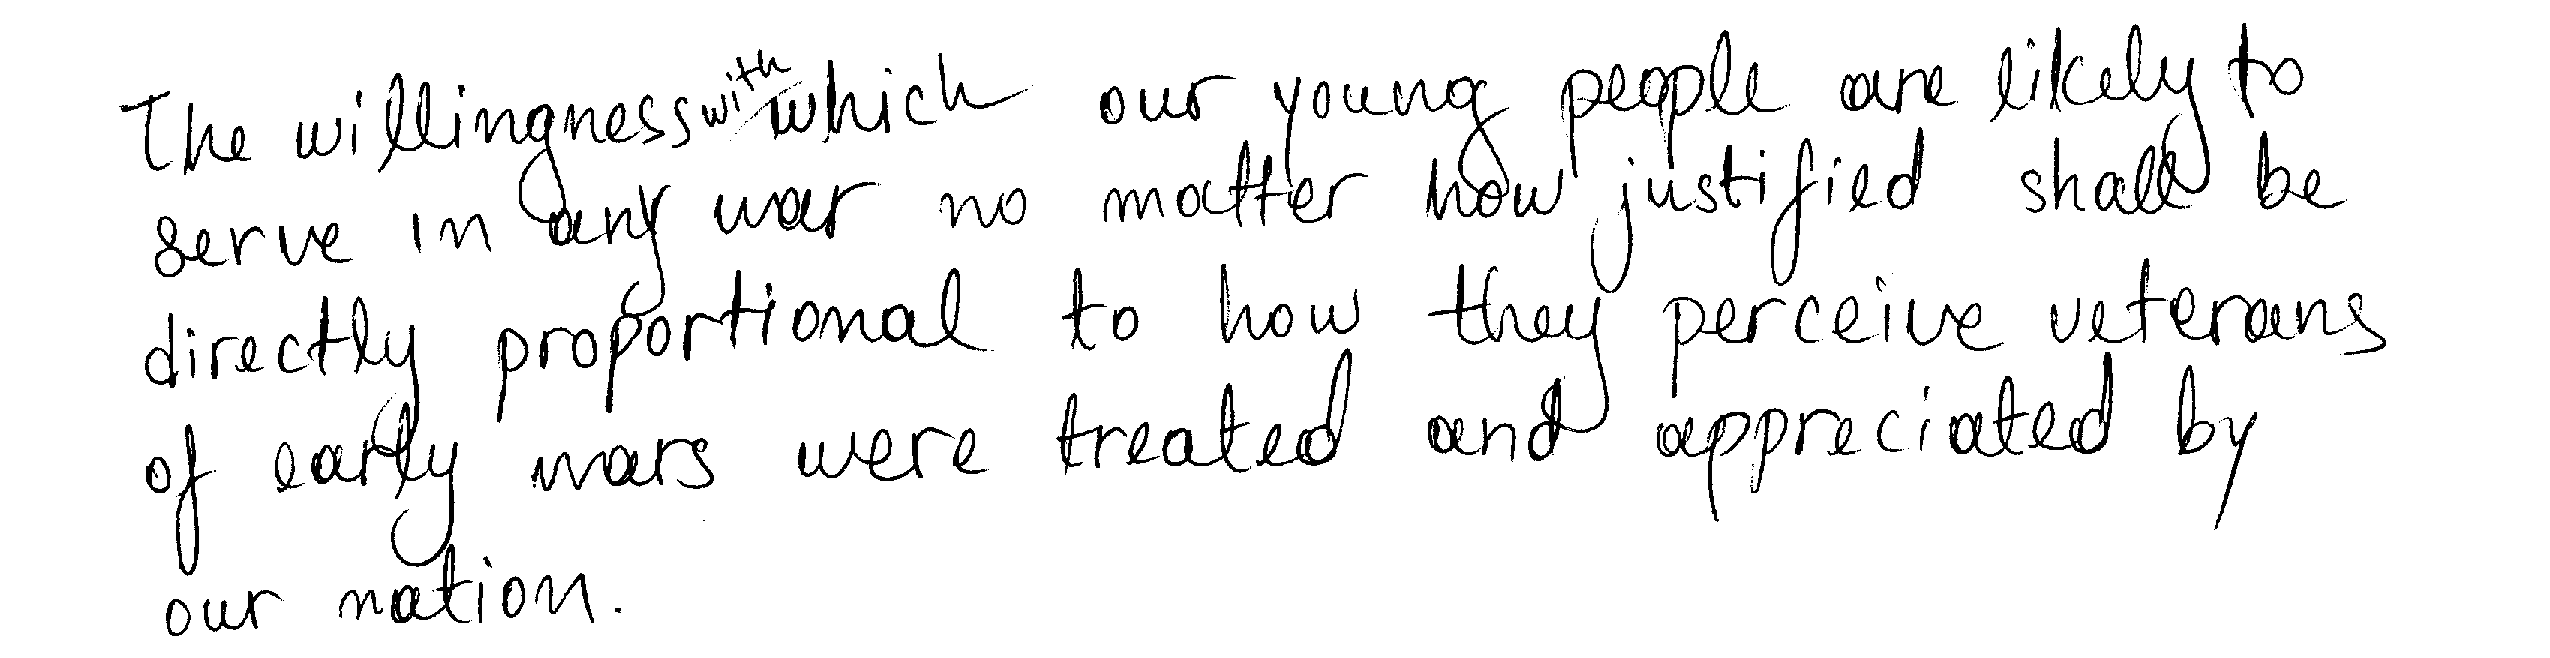 The willingness with which our young people are likely to
serve in any war no matter how justified shall be
directly proportional to how they perceive veterans
of early wars were treated and appreciated by
our nation.